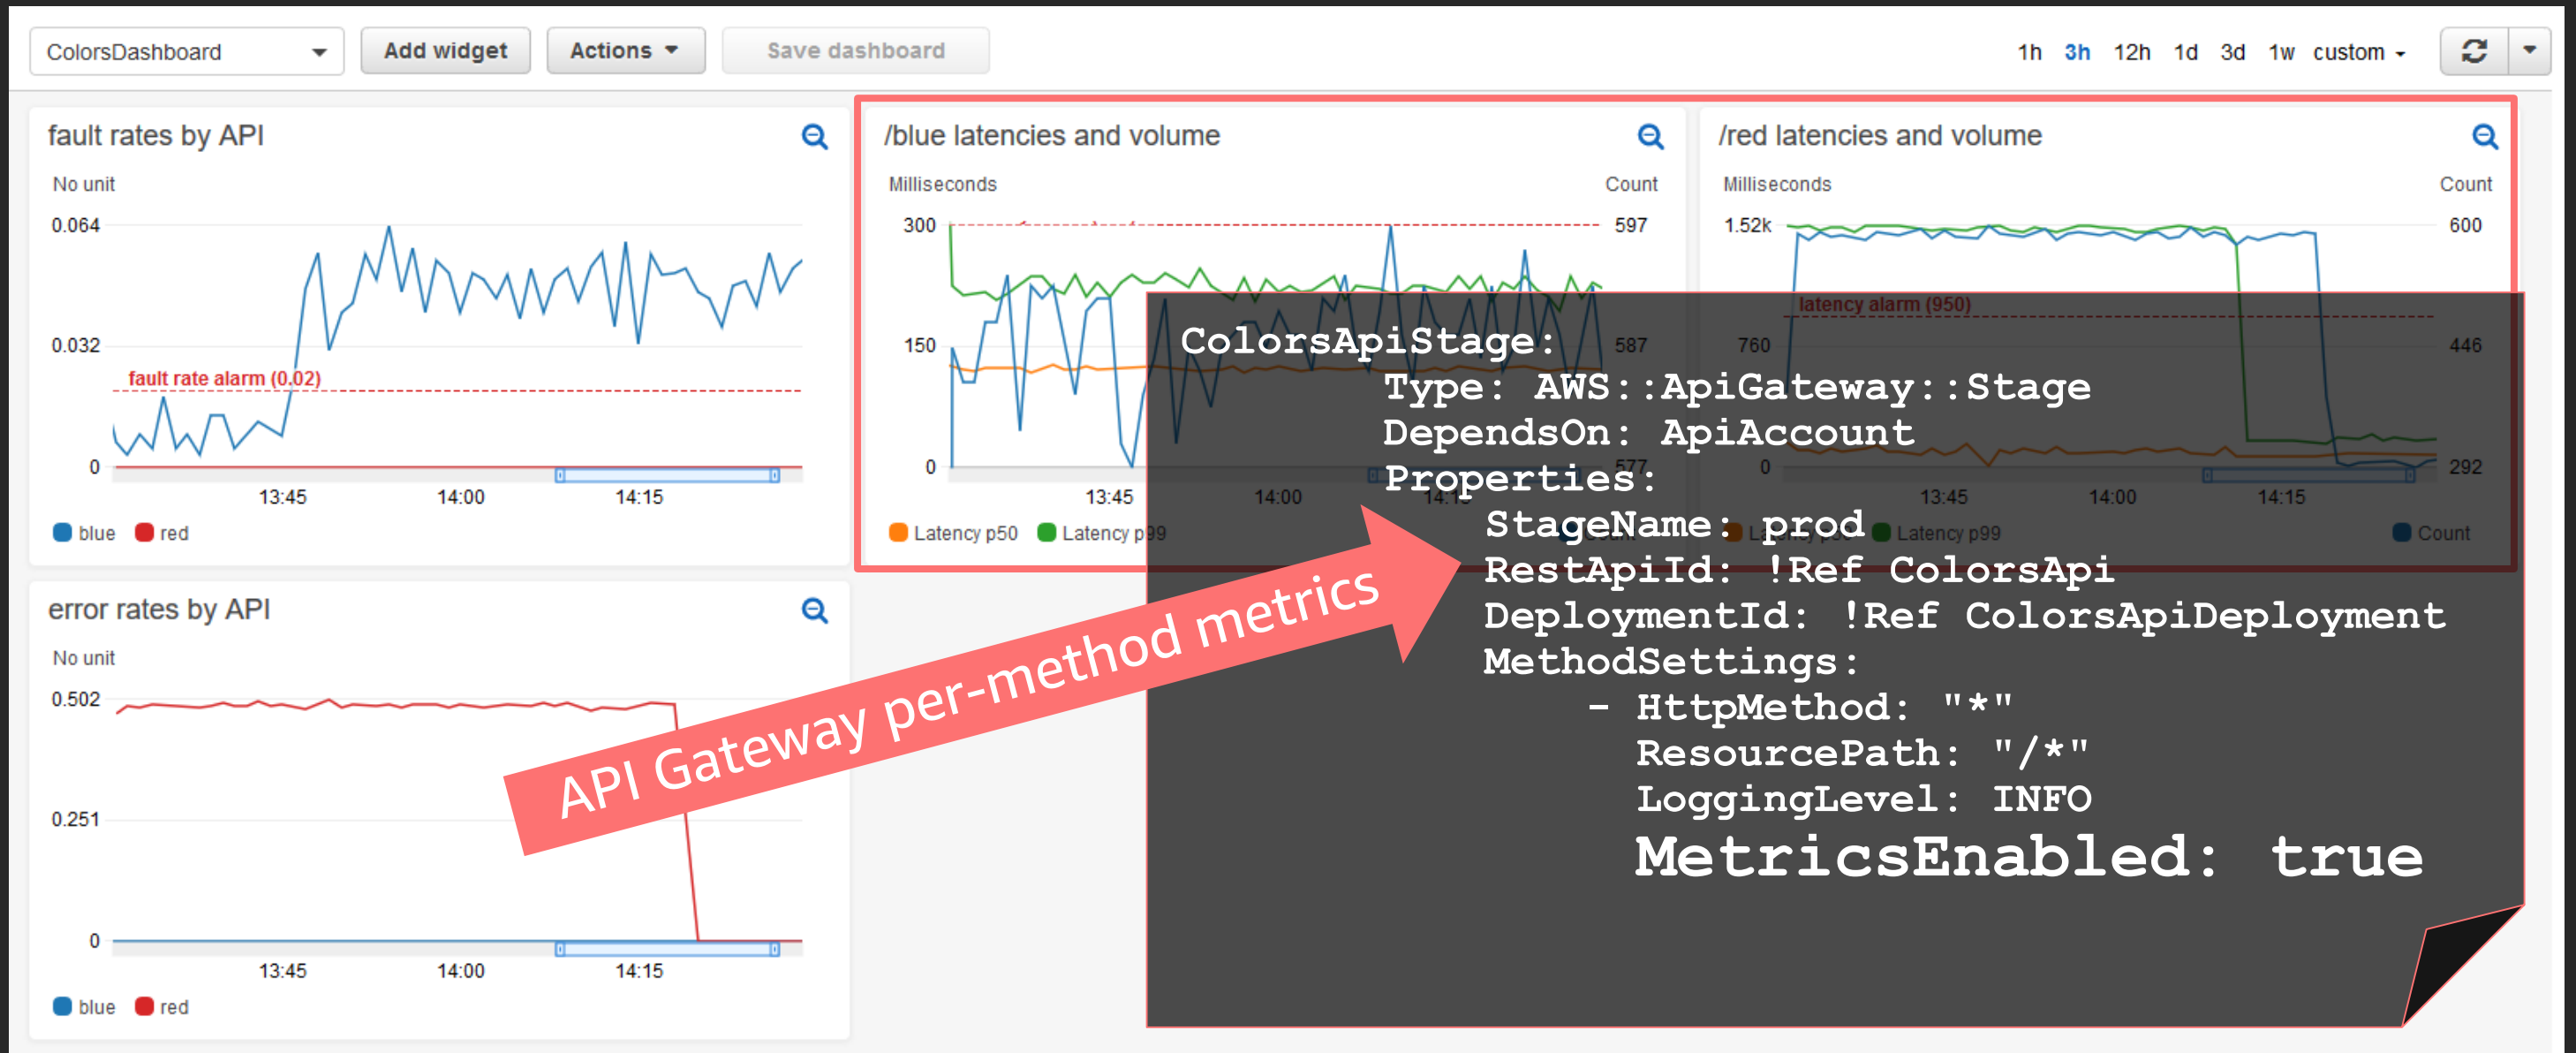 ColorsDashboard
Add widget
Actions
Save dashboard
1h 3h 12h 1d 3d 1w custom
fault rates by API
No unit
0.064
0.032
fault rate alarm (0.02)
0
13:45 14:00 14:15
blue red
/blue latencies and volume
Milliseconds Count
300 597
150 587
0 577
13:45 14:00 14:15
Latency p50 Latency p99 Count
/red latencies and volume
Milliseconds Count
1.52k 600
latency alarm (950)
760 446
0 292
13:45 14:00 14:15
Latency p50 Latency p99 Count
error rates by API
No unit
0.502
0.251
0
13:45 14:00 14:15
blue red
API Gateway per-method metrics
ColorsApiStage:
Type: AWS::ApiGateway::Stage
DependsOn: ApiAccount
Properties:
StageName: prod
RestApiId: !Ref ColorsApi
DeploymentId: !Ref ColorsApiDeployment
MethodSettings:
- HttpMethod: "*"
ResourcePath: "/*"
LoggingLevel: INFO
MetricsEnabled: true